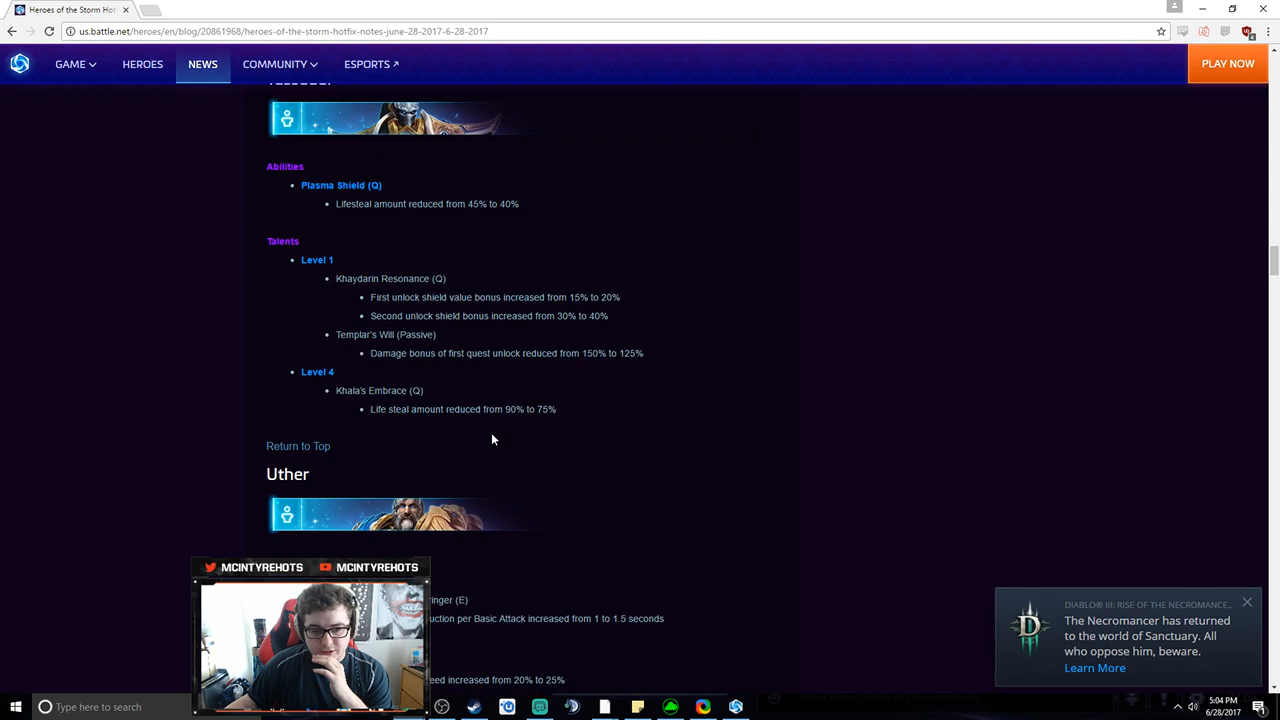 Heroes of the Storm Hot
us.battle.net/heroes/en/blog/20861968/heroes-of-the-storm-hotfix-notes-june-28-2017-6-28-2017
GAME HEROES NEWS COMMUNITY ESPORTS PLAY NOW
Abilities
Plasma Shield (Q)
Lifesteal amount reduced from 45% to 40%
Talents
Level 1
Khaydarin Resonance (Q)
First unlock shield value bonus increased from 15% to 20%
Second unlock shield bonus increased from 30% to 40%
Templar's Will (Passive)
Damage bonus of first quest unlock reduced from 150% to 125%
Level 4
Khala's Embrace (Q)
Life steal amount reduced from 90% to 75%
Return to Top
Uther
MCINTYREHOTS MCINTYREHOTS
inger (E)
uction per Basic Attack increased from 1 to 1.5 seconds
eed increased from 20% to 25%
DIABLO® III: RISE OF THE NECROMANCE...
The Necromancer has returned
to the world of Sanctuary. All
who oppose him, beware.
Learn More
Type here to search
5:04 PM
6/28/2017